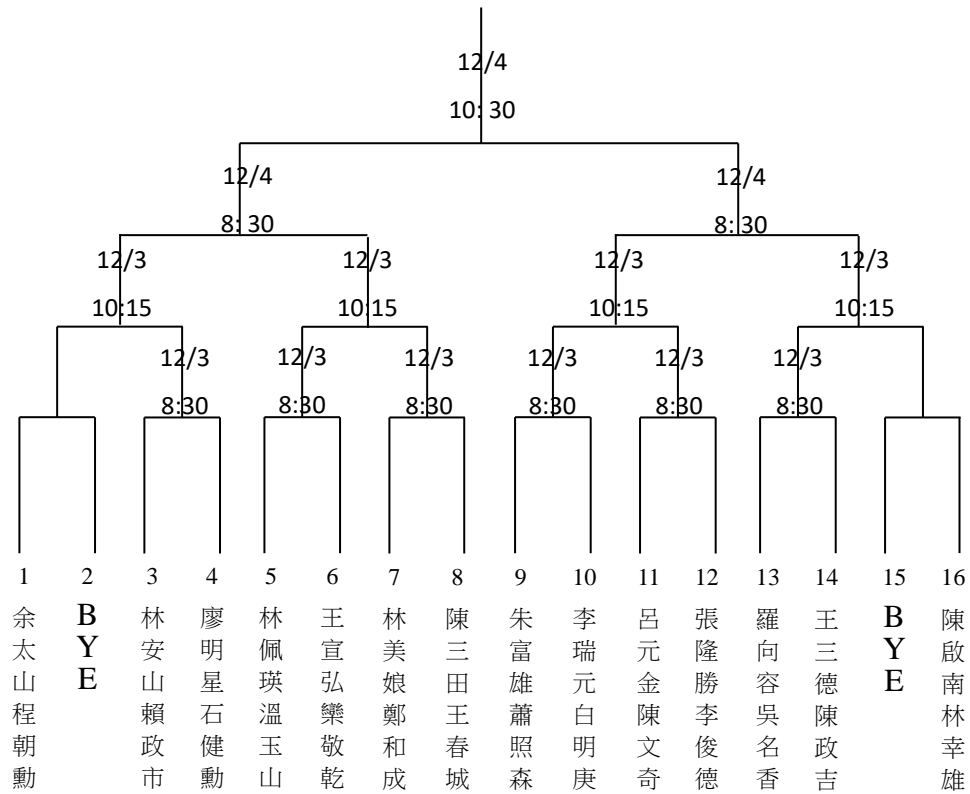 12/4
10:30
12/4
12/4
8:30
8:30
12/3
12/3
12/3
12/3
10:15
10:15
10:15
10:15
12/3
12/3
12/3
12/3
12/3
12/3
8:30
8:30
8:30
8:30
8:30
8:30
1
2
3
4
5
6
7
8
9
10
11
12
13
14
15
16
余太山程朝勳
BYE
林安山賴政市
廖明星石健勳
林佩瑛溫玉山
王宣弘欒敬乾
林美娘鄭和成
陳三田王春城
朱富雄蕭照森
李瑞元白明庚
呂元金陳文奇
張隆勝李俊德
羅向容吳名香
王三德陳政吉
BYE
陳啟南林幸雄